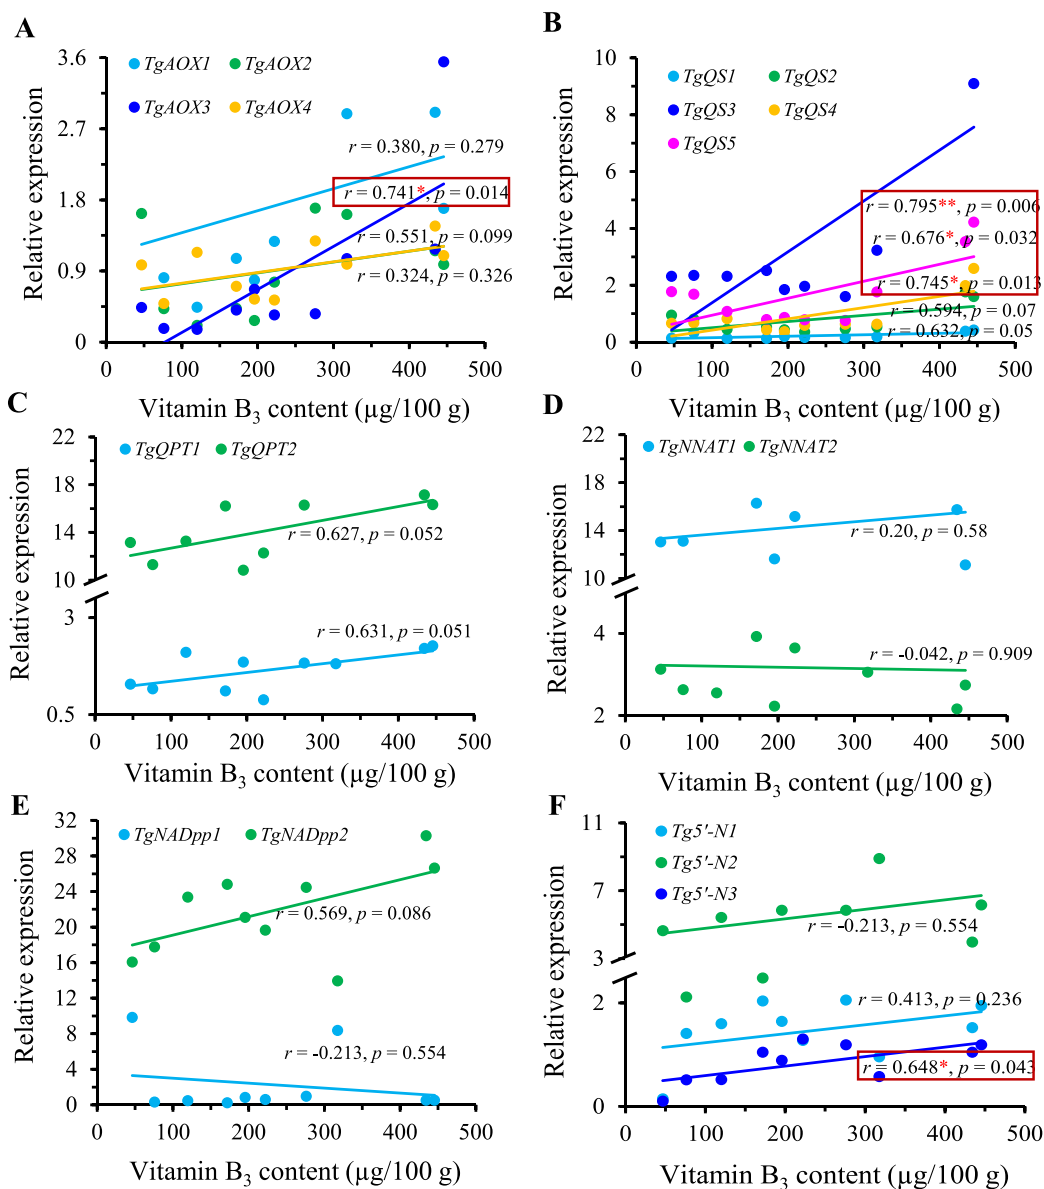 A
TgAOX1 TgAOX2
TgAOX3 TgAOX4
3.6
2.7
1.8
0.9
0
Relative expression
r = 0.380, p = 0.279
r = 0.741*, p = 0.014
r = 0.551, p = 0.099
r = 0.324, p = 0.326
0 100 200 300 400 500
Vitamin B3 content (µg/100 g)
B
TgQS1 TgQS2
TgQS3 TgQS4
TgQS5
10
8
6
4
2
0
Relative expression
r = 0.795**, p = 0.006
r = 0.676*, p = 0.032
r = 0.745*, p = 0.013
r = 0.594, p = 0.07
r = 0.632, p = 0.05
0 100 200 300 400 500
Vitamin B3 content (µg/100 g)
C
TgQPT1 TgQPT2
22
18
14
10
3
0.5
Relative expression
r = 0.627, p = 0.052
r = 0.631, p = 0.051
0 100 200 300 400 500
Vitamin B3 content (µg/100 g)
D
TgNNAT1 TgNNAT2
22
18
14
10
4
2
Relative expression
r = 0.20, p = 0.58
r = -0.042, p = 0.909
0 100 200 300 400 500
Vitamin B3 content (µg/100 g)
E
TgNADpp1 TgNADpp2
32
28
24
20
16
12
8
4
0
Relative expression
r = 0.569, p = 0.086
r = -0.213, p = 0.554
0 100 200 300 400 500
Vitamin B3 content (µg/100 g)
F
Tg5'-N1
Tg5'-N2
Tg5'-N3
11
7
3
2
1
0
Relative expression
r = -0.213, p = 0.554
r = 0.413, p = 0.236
r = 0.648*, p = 0.043
0 100 200 300 400 500
Vitamin B3 content (µg/100 g)